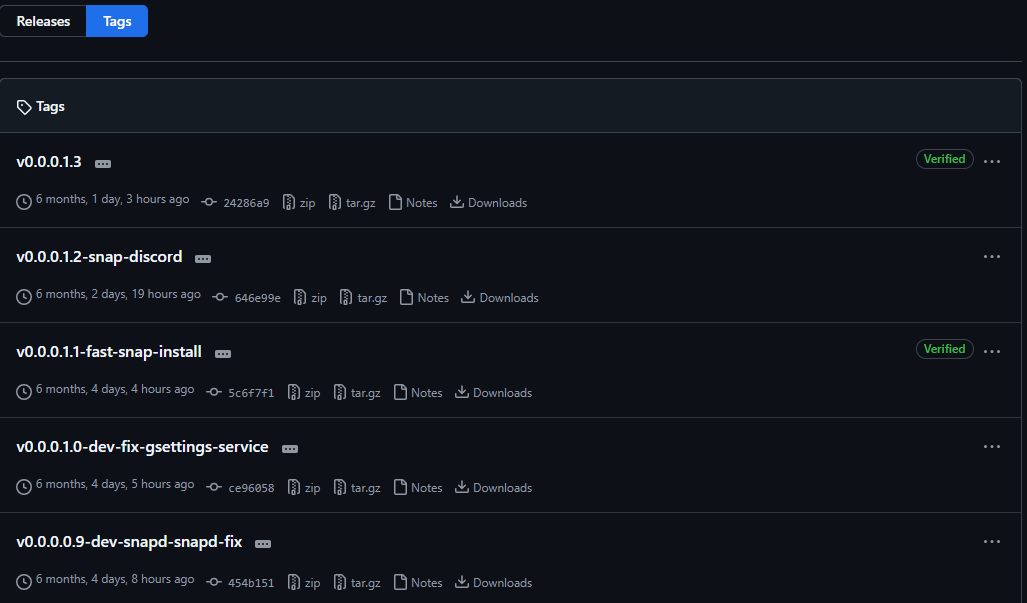 Releases Tags
Tags
v0.0.0.1.3 Verified
6 months, 1 day, 3 hours ago 24286a9 zip tar.gz Notes Downloads
v0.0.0.1.2-snap-discord
6 months, 2 days, 19 hours ago 646e99e zip tar.gz Notes Downloads
v0.0.0.1.1-fast-snap-install Verified
6 months, 4 days, 4 hours ago 5c6f7f1 zip tar.gz Notes Downloads
v0.0.0.1.0-dev-fix-gsettings-service
6 months, 4 days, 5 hours ago ce96058 zip tar.gz Notes Downloads
v0.0.0.0.9-dev-snapd-snapd-fix
6 months, 4 days, 8 hours ago 454b151 zip tar.gz Notes Downloads